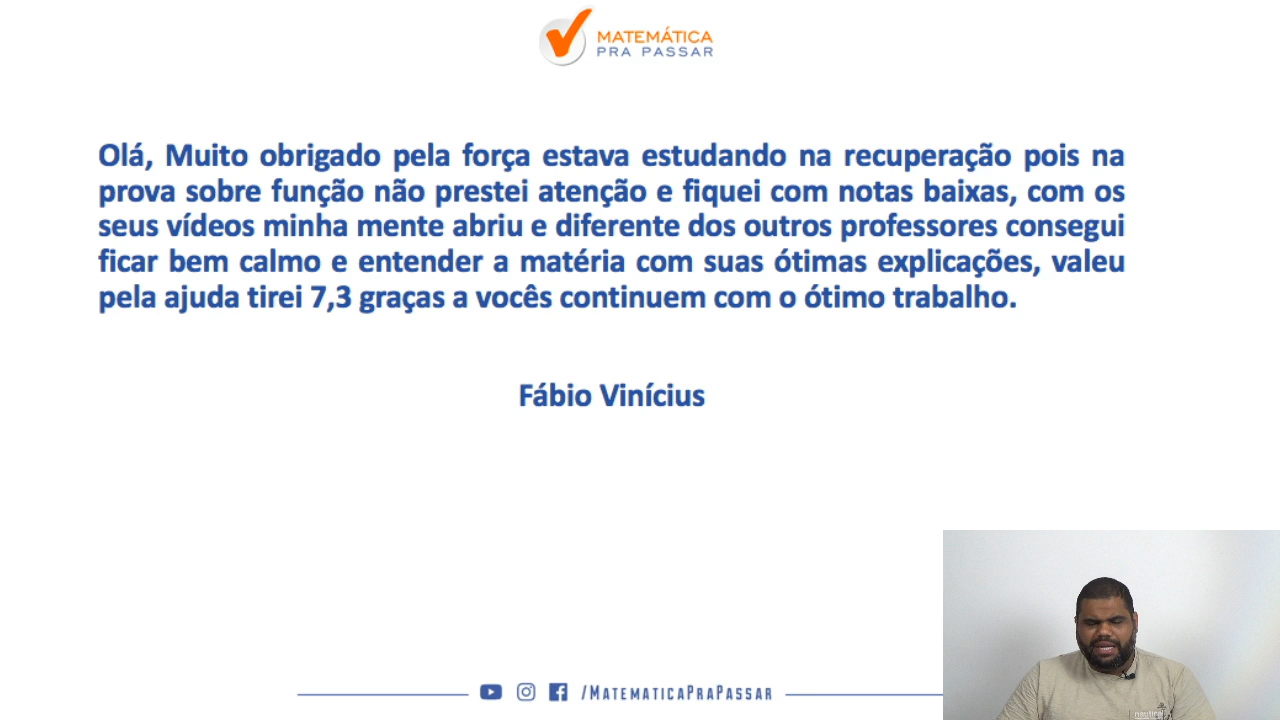 MATEMÁTICA
PRA PASSAR
Olá, Muito obrigado pela força estava estudando na recuperação pois na
prova sobre função não prestei atenção e fiquei com notas baixas, com os
seus vídeos minha mente abriu e diferente dos outros professores consegui
ficar bem calmo e entender a matéria com suas ótimas explicações, valeu
pela ajuda tirei 7,3 graças a vocês continuem com o ótimo trabalho.
Fábio Vinícius
/MATEMATICAPRAPASSAR
nautica